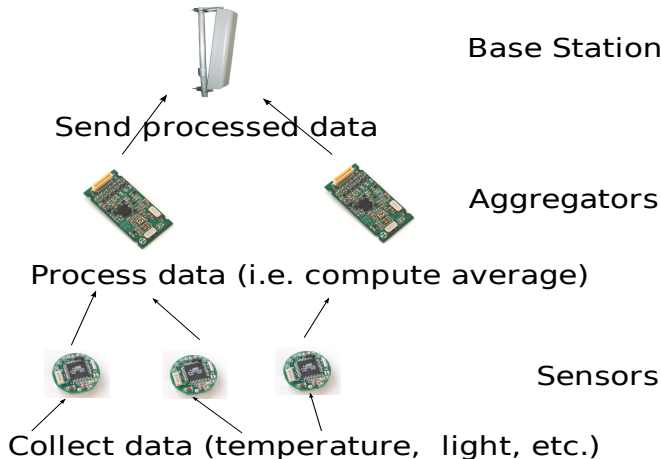 Base Station
Send processed data
Aggregators
Process data (i.e. compute average)
Sensors
Collect data (temperature, light, etc.)